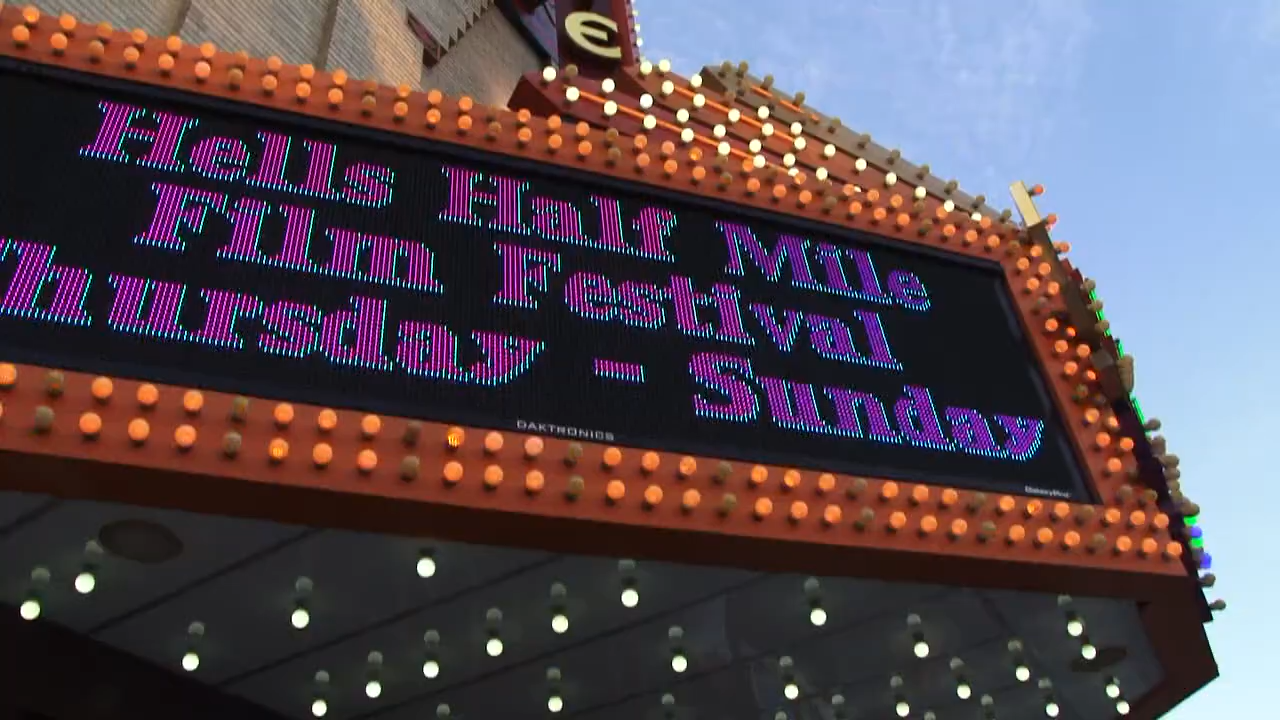 E
Hells Half Mile
Film Festival
Thursday - Sunday
DAKTRONICS